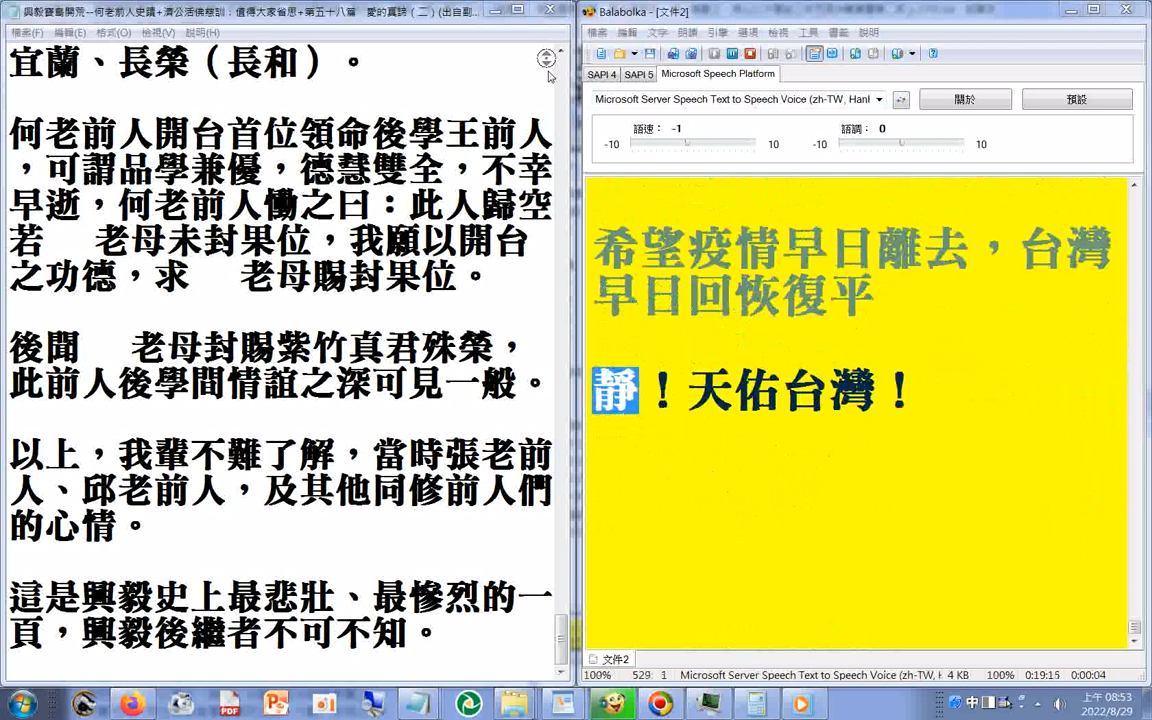 興毅寶島開荒--何老前人史蹟+濟公活佛慈訓：值得大家省思+第五十八篇　愛的真諦（二）(出自副...
檔案(F)　編輯(E)　格式(O)　檢視(V)　說明(H)
宜蘭、長榮（長和）。
何老前人開台首位領命後學王前人
，可謂品學兼優，德慧雙全，不幸
早逝，何老前人慟之曰：此人歸空
若　　老母未封果位，我願以開台
之功德，求　　老母賜封果位。
後聞　　老母封賜紫竹真君殊榮，
此前人後學間情誼之深可見一般。
以上，我輩不難了解，當時張老前
人、邱老前人，及其他同修前人們
的心情。
這是興毅史上最悲壯、最慘烈的一
頁，興毅後繼者不可不知。
Balabolka - [文件2]
檔案　編輯　文字　朗讀　引擎　選項　檢視　工具　書籤　說明
SAPI 4　SAPI 5　Microsoft Speech Platform
Microsoft Server Speech Text to Speech Voice (zh-TW, Hanl　關於　預設
語速：　-1　語調：　0
-10　10　-10　10
希望疫情早日離去，台灣
早日回恢復平
靜！天佑台灣！
文件2
100%　529: 1　Microsoft Server Speech Text to Speech Voice (zh-TW, H　4 KB　100%　0:19:15　0:00:04
中
上午 08:53
2022/8/29